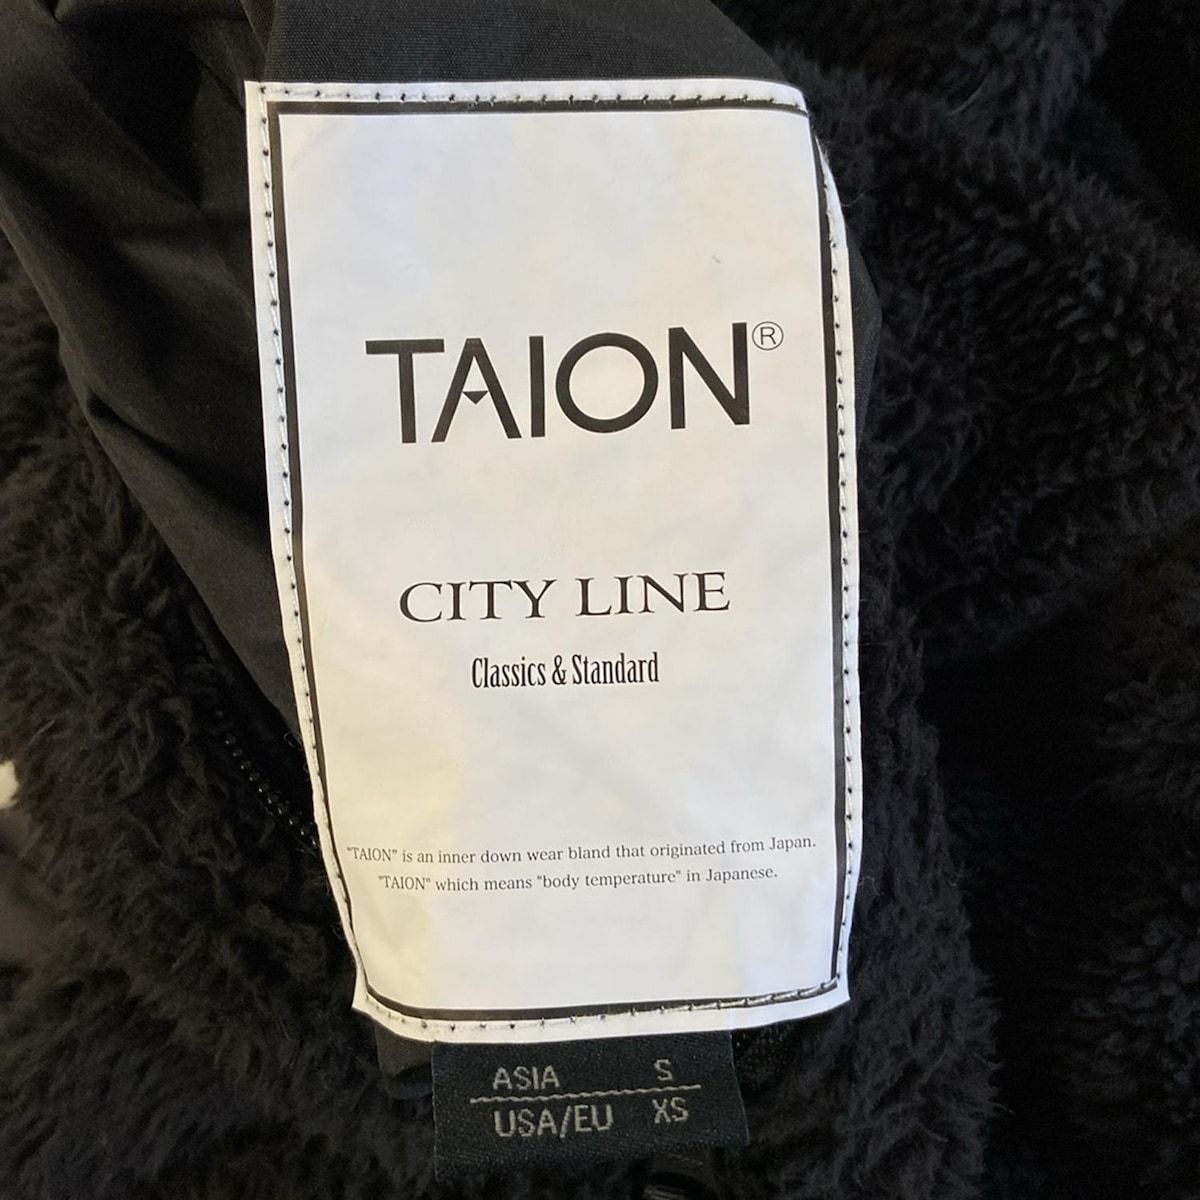 TAION®
CITY LINE
Classics & Standard
"TAION" is an inner down wear bland that originated from Japan.
"TAION" which means "body temperature" in Japanese.
ASIA S
USA/EU XS